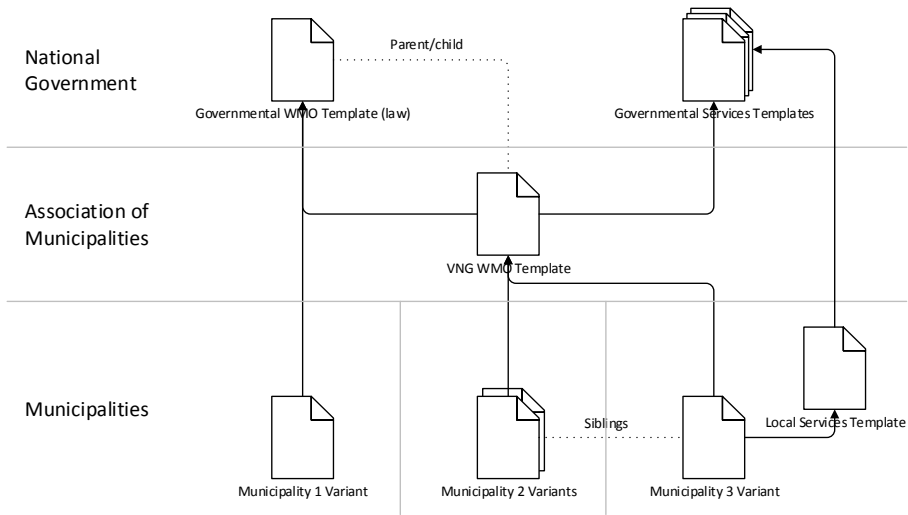 National
Government
Parent/child
Governmental WMO Template (law)
Governmental Services Templates
Association of
Municipalities
VNG WMO Template
Municipalities
Siblings
Local Services Template
Municipality 1 Variant
Municipality 2 Variants
Municipality 3 Variant